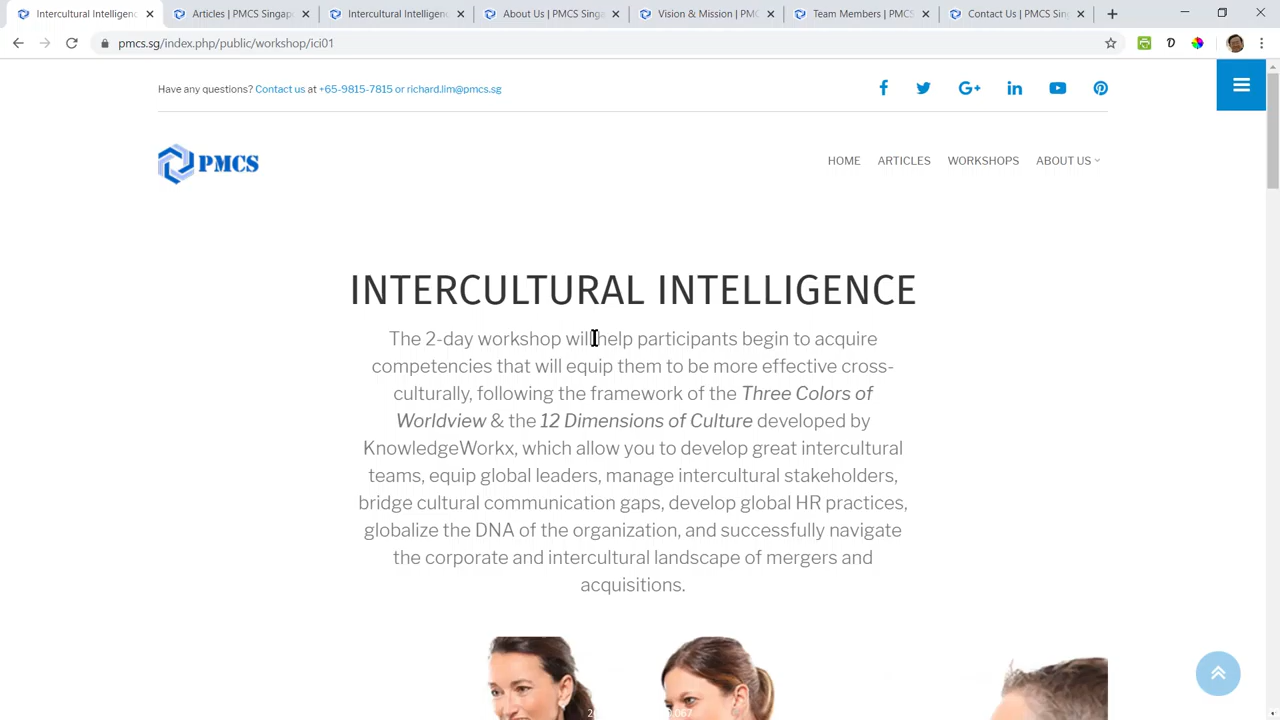 Intercultural Intelligenc
Articles | PMCS Singap
Intercultural Intelligenc
About Us | PMCS Singa
Vision & Mission | PMC
Team Members | PMCS
Contact Us | PMCS Sin
pmcs.sg/index.php/public/workshop/ici01
Have any questions? Contact us at +65-9815-7815 or richard.lim@pmcs.sg
PMCS
HOME ARTICLES WORKSHOPS ABOUT US
INTERCULTURAL INTELLIGENCE
The 2-day workshop will help participants begin to acquire
competencies that will equip them to be more effective cross-
culturally, following the framework of the Three Colors of
Worldview & the 12 Dimensions of Culture developed by
KnowledgeWorkx, which allow you to develop great intercultural
teams, equip global leaders, manage intercultural stakeholders,
bridge cultural communication gaps, develop global HR practices,
globalize the DNA of the organization, and successfully navigate
the corporate and intercultural landscape of mergers and
acquisitions.